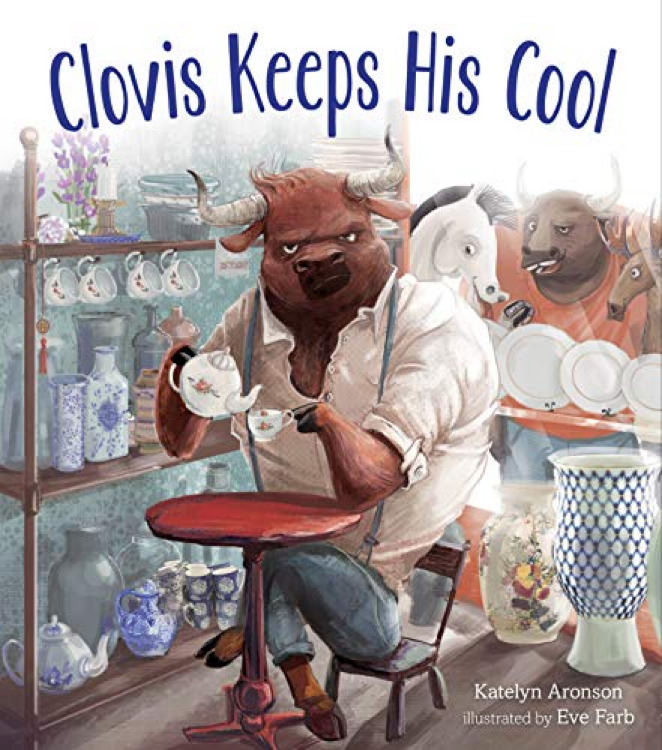 Clovis Keeps His Cool
Katelyn Aronson
illustrated by Eve Farb